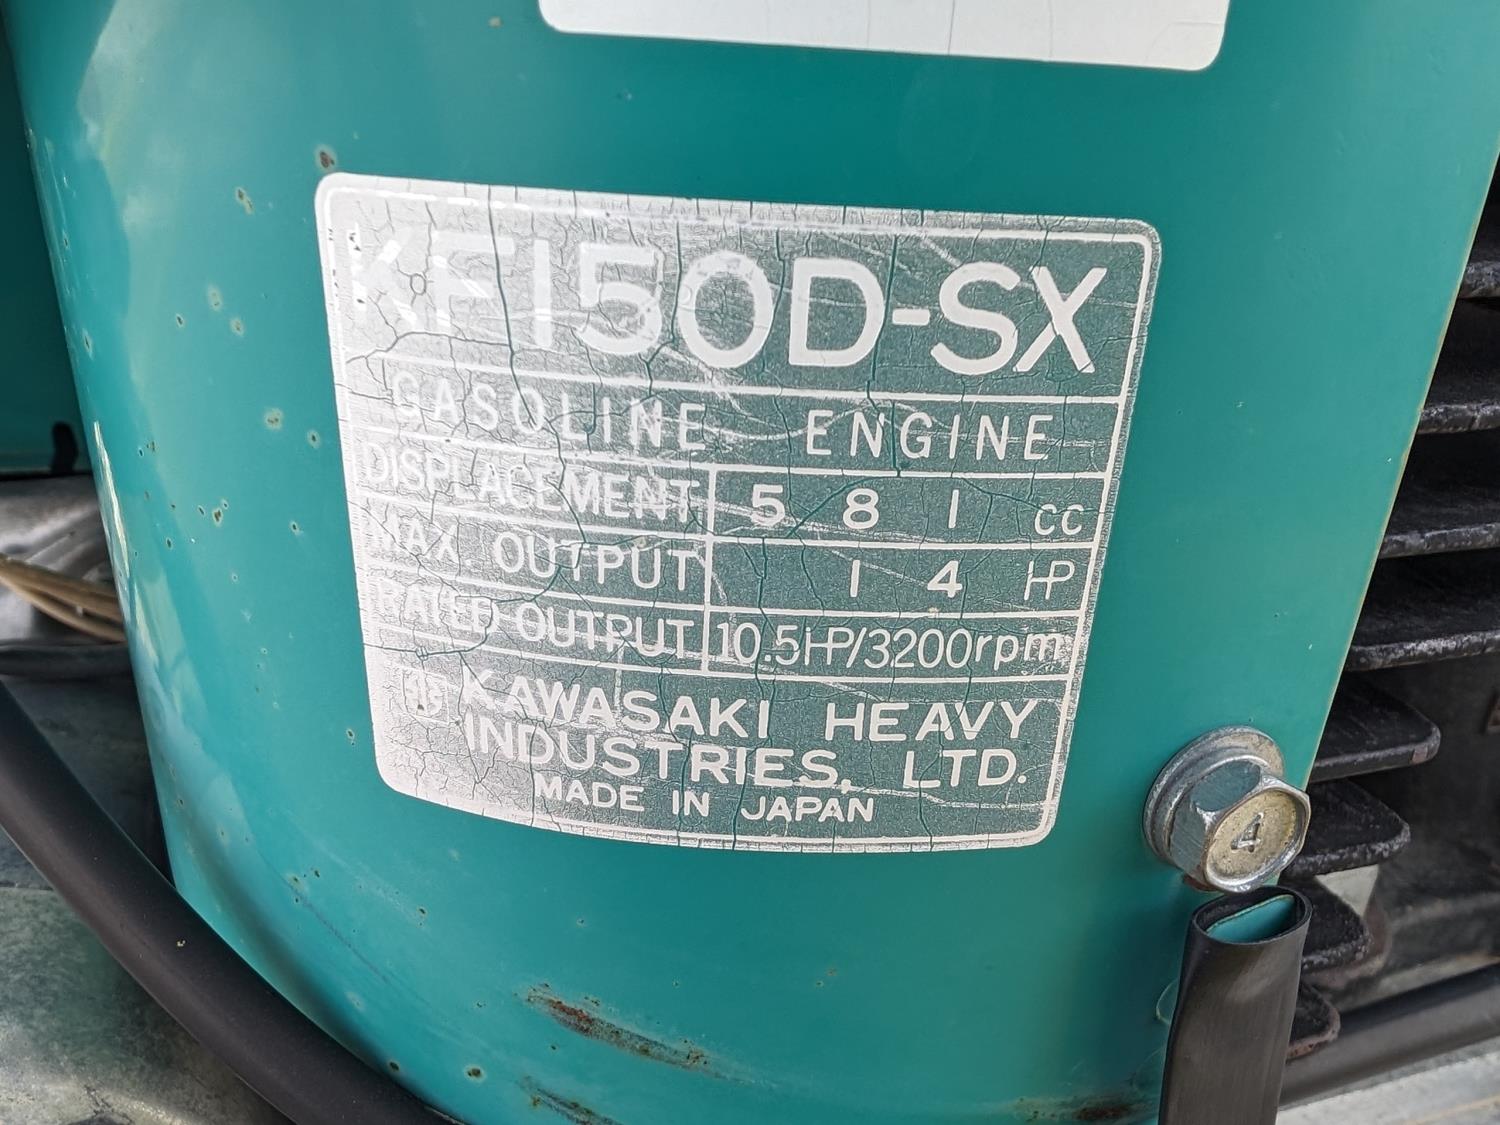 KF150D-SX
GASOLINE ENGINE
DISPLACEMENT 581 cc
MAX. OUTPUT 14 HP
RATED OUTPUT 10.5HP/3200rpm
KAWASAKI HEAVY
INDUSTRIES, LTD.
MADE IN JAPAN
4